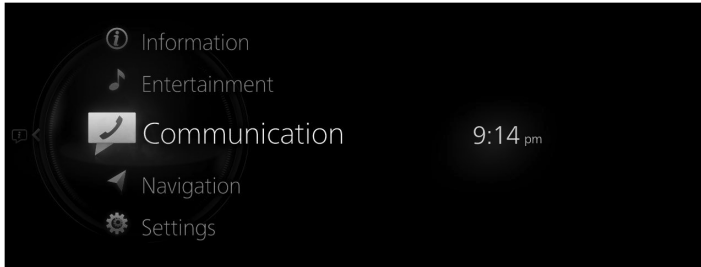 Information
Entertainment
Communication
9:14 pm
Navigation
Settings